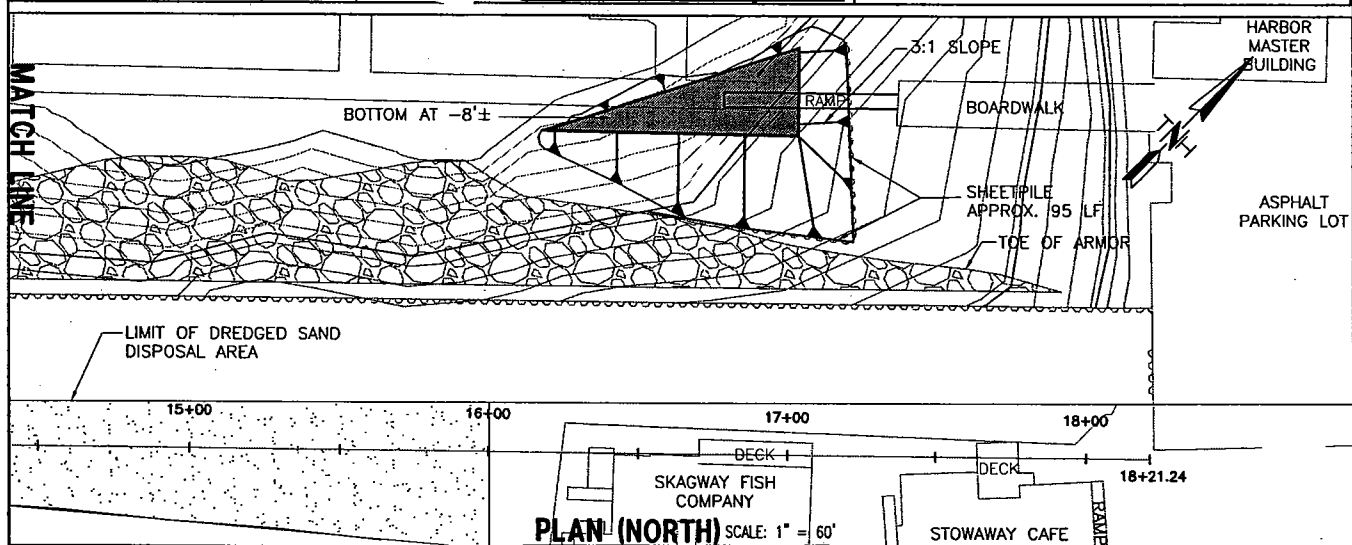 HARBOR
MASTER
BUILDING
3:1 SLOPE
MATCH LINE
BOTTOM AT -8'±
RAMP
BOARDWALK
N
SHEETPILE
APPROX. 95 LF
ASPHALT
PARKING LOT
TOE OF ARMOR
LIMIT OF DREDGED SAND
DISPOSAL AREA
15+00
16+00
17+00
18+00
18+21.24
DECK
DECK
SKAGWAY FISH
COMPANY
STOWAWAY CAFE
RAMP
PLAN (NORTH) SCALE: 1" = 60'